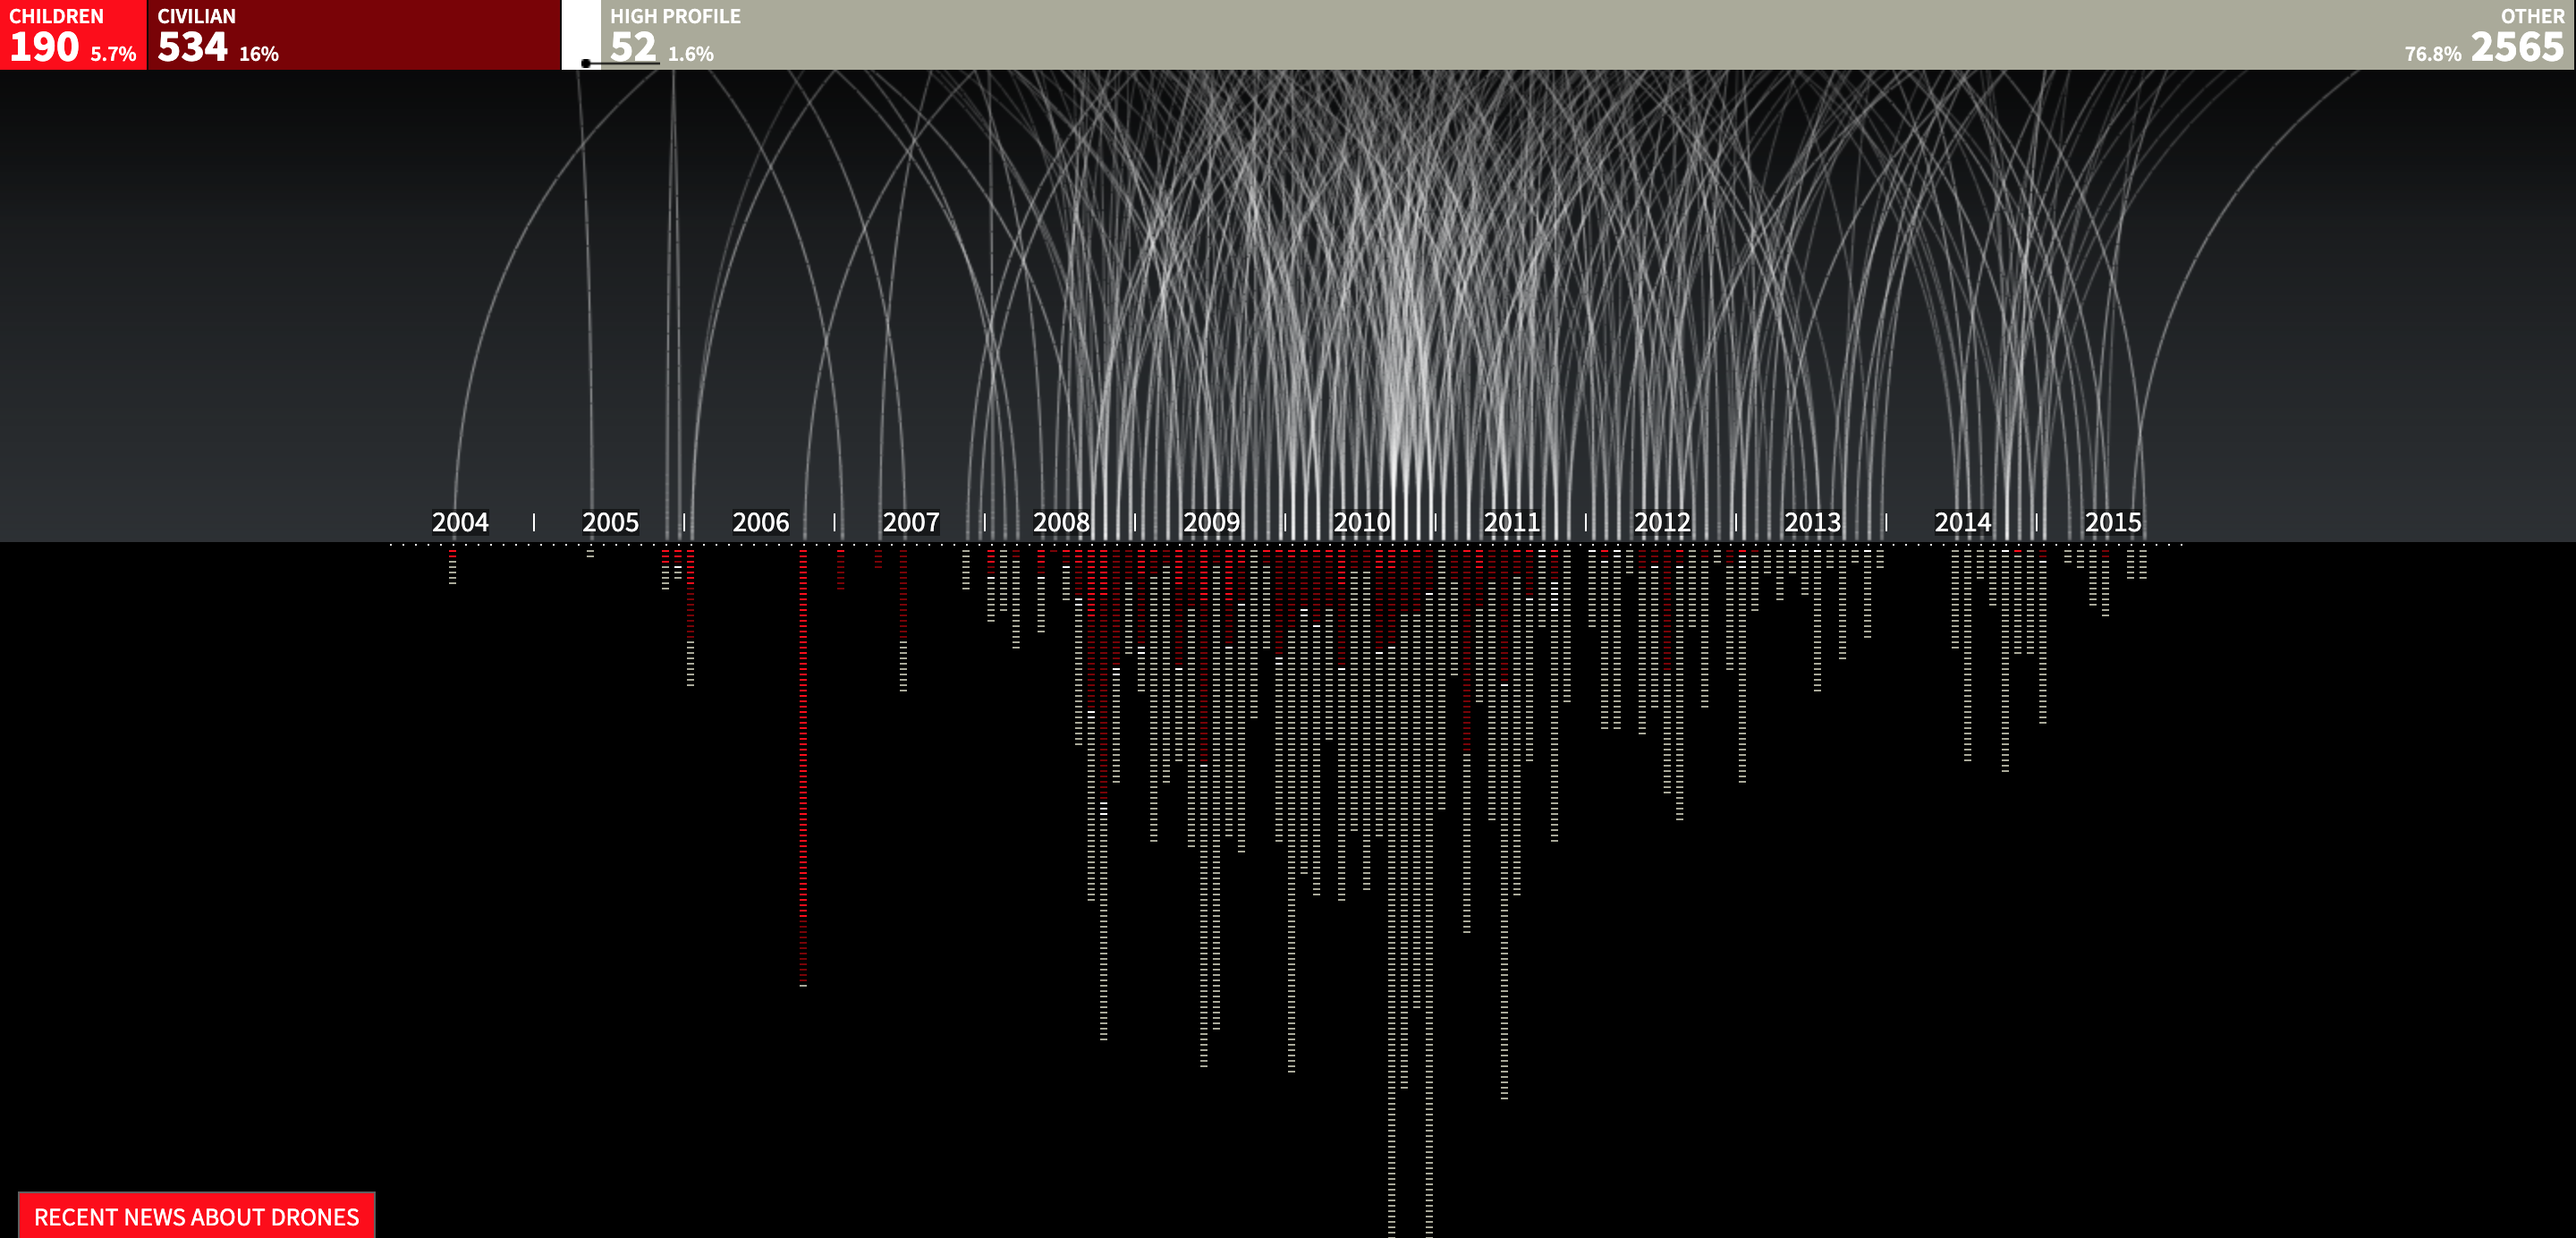 CHILDREN
190 5.7%
CIVILIAN
534 16%
HIGH PROFILE
52 1.6%
OTHER
76.8% 2565
2004 2005 2006 2007 2008 2009 2010 2011 2012 2013 2014 2015
RECENT NEWS ABOUT DRONES